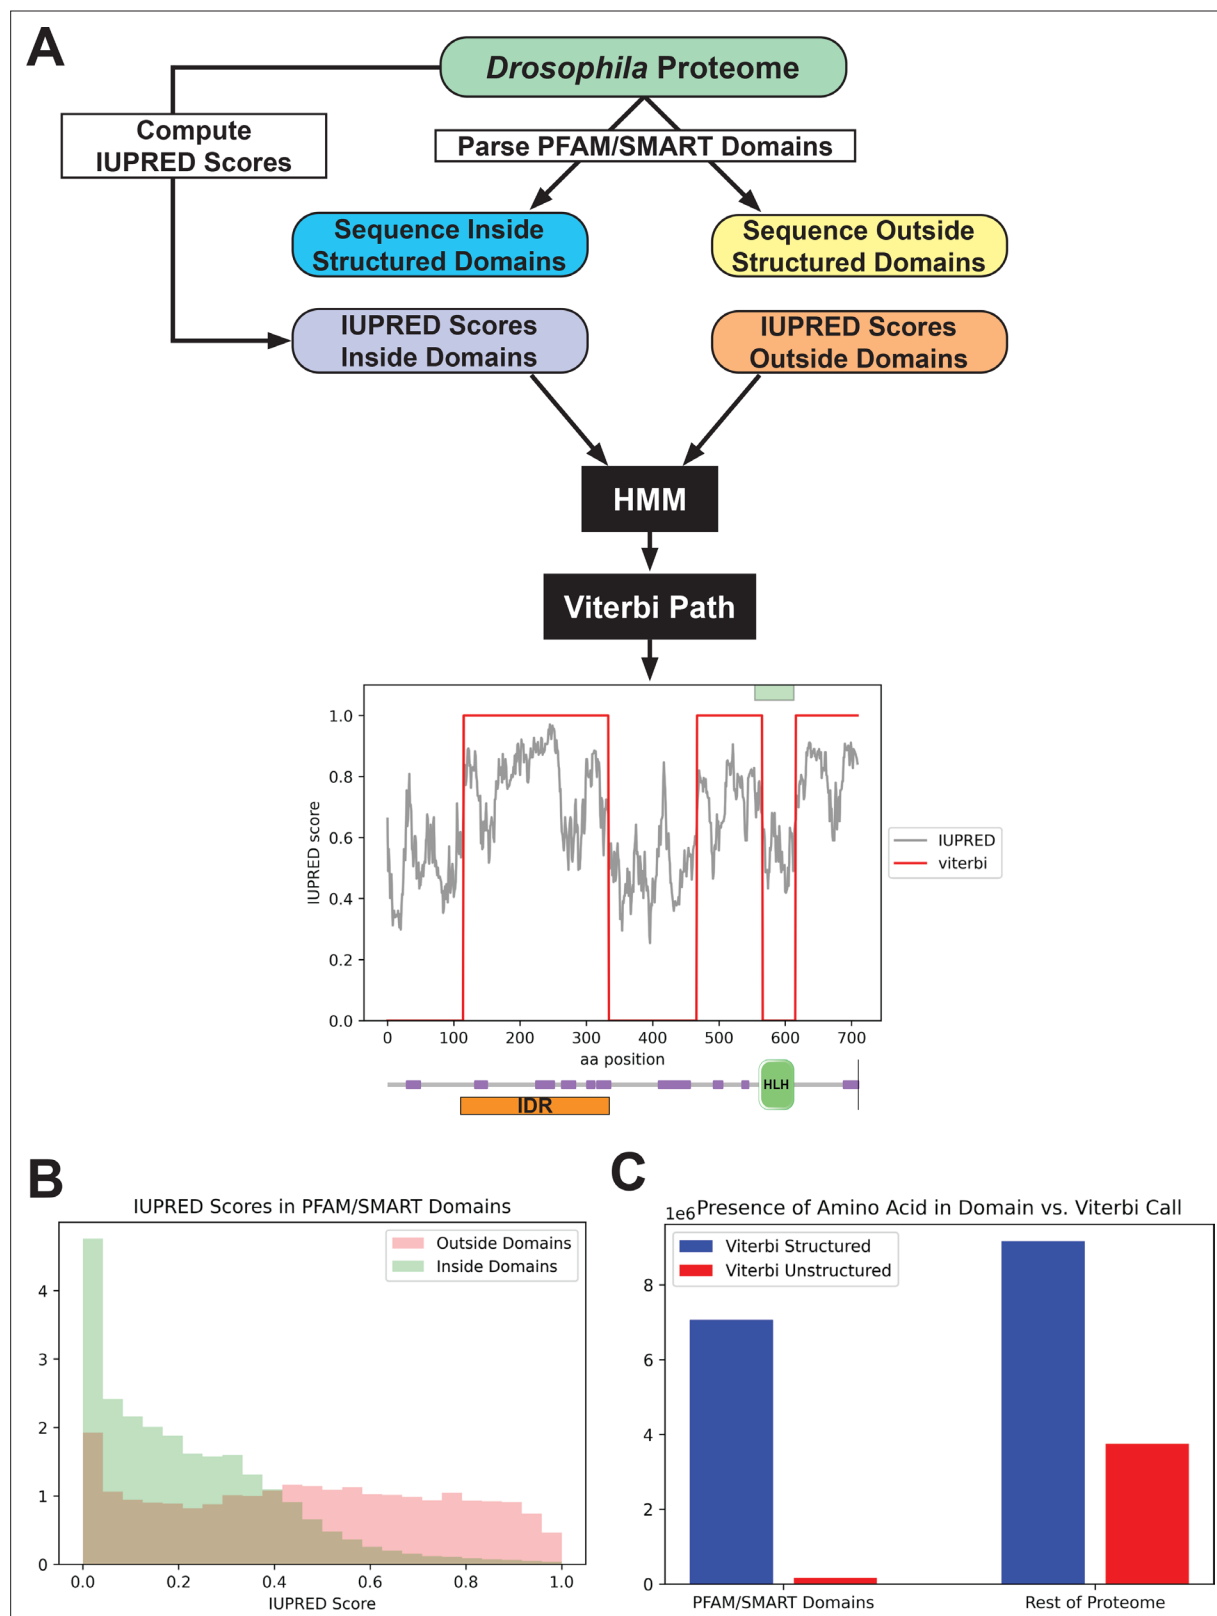 A
Drosophila Proteome
Compute
IUPRED Scores
Parse PFAM/SMART Domains
Sequence Inside
Structured Domains
Sequence Outside
Structured Domains
IUPRED Scores
Inside Domains
IUPRED Scores
Outside Domains
HMM
Viterbi Path
1.0
0.8
0.6
0.4
0.2
0.0
IUPRED score
0 100 200 300 400 500 600 700
aa position
IUPRED
viterbi
HLH
IDR
B
IUPRED Scores in PFAM/SMART Domains
Outside Domains
Inside Domains
4
3
2
1
0
0.0 0.2 0.4 0.6 0.8 1.0
IUPRED Score
C
1e6
Presence of Amino Acid in Domain vs. Viterbi Call
Viterbi Structured
Viterbi Unstructured
8
6
4
2
0
PFAM/SMART Domains Rest of Proteome